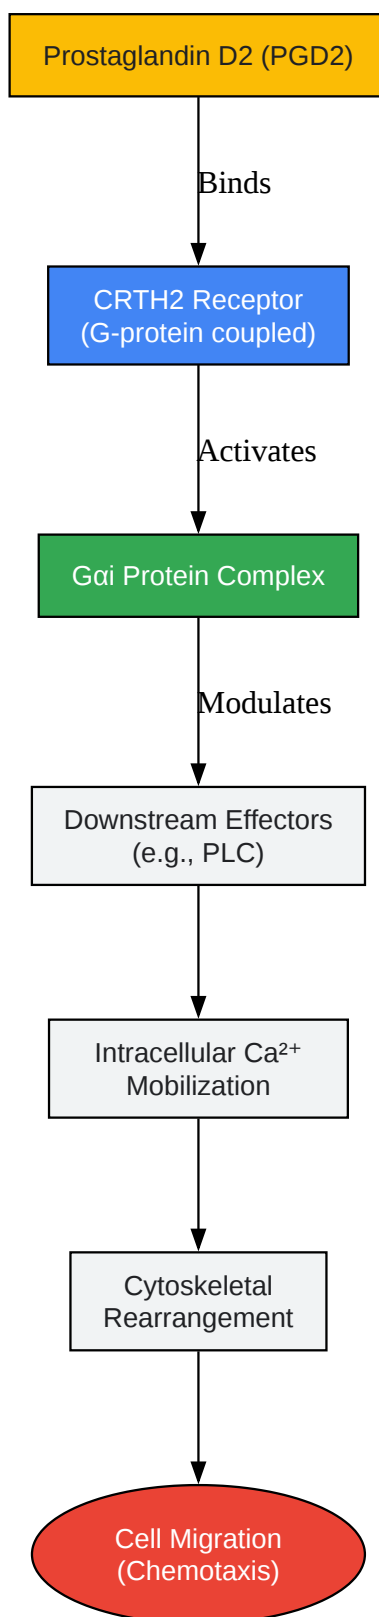 Prostaglandin D2 (PGD2)
Binds
CRTH2 Receptor
(G-protein coupled)
Activates
Gαi Protein Complex
Modulates
Downstream Effectors
(e.g., PLC)
Intracellular Ca²⁺
Mobilization
Cytoskeletal
Rearrangement
Cell Migration
(Chemotaxis)